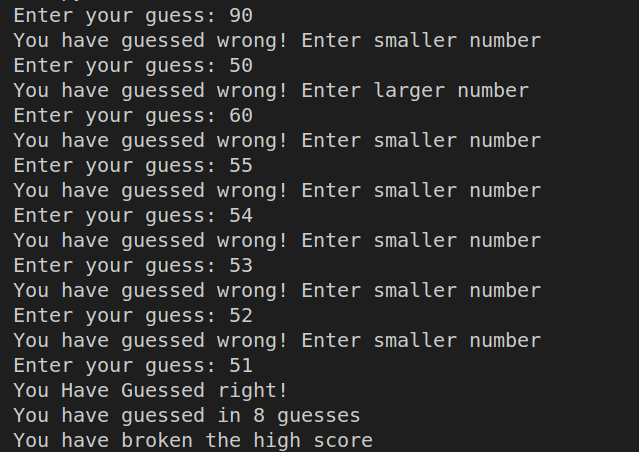 Enter your guess: 90
You have guessed wrong! Enter smaller number
Enter your guess: 50
You have guessed wrong! Enter larger number
Enter your guess: 60
You have guessed wrong! Enter smaller number
Enter your guess: 55
You have guessed wrong! Enter smaller number
Enter your guess: 54
You have guessed wrong! Enter smaller number
Enter your guess: 53
You have guessed wrong! Enter smaller number
Enter your guess: 52
You have guessed wrong! Enter smaller number
Enter your guess: 51
You Have Guessed right!
You have guessed in 8 guesses
You have broken the high score